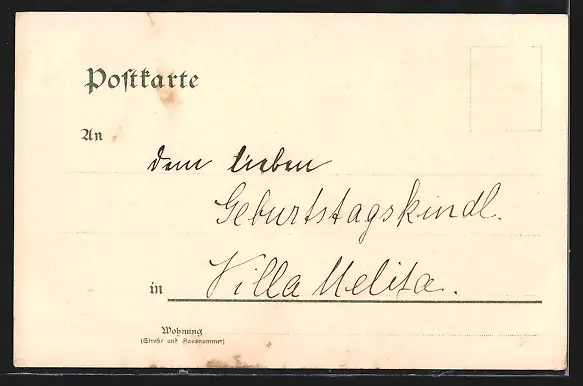 Postkarte
An
dem lieben
Geburtstagskindl.
in Villa Melita.
Wohnung
(Straße und Hausnummer)